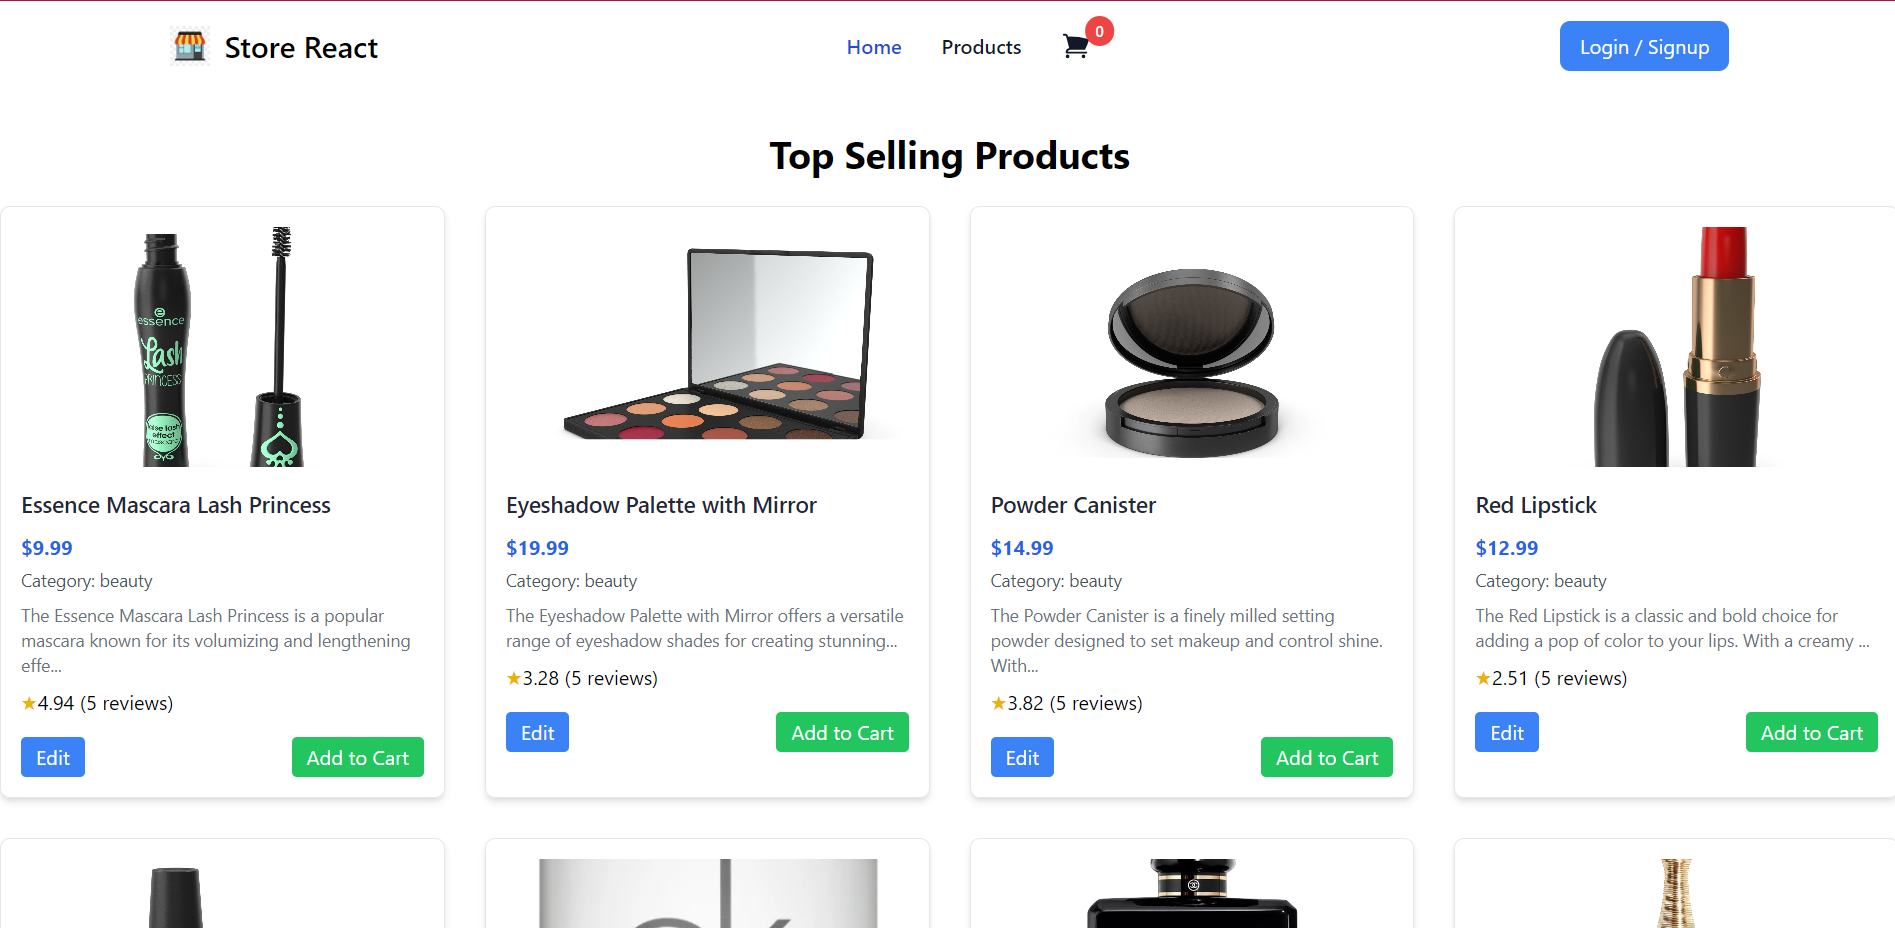 Store React
Home
Products
0
Login / Signup
Top Selling Products
essence
Lash
PRINCESS
false lash
effect
Essence Mascara Lash Princess
$9.99
Category: beauty
The Essence Mascara Lash Princess is a popular
mascara known for its volumizing and lengthening
effe...
★4.94 (5 reviews)
Edit
Add to Cart
Eyeshadow Palette with Mirror
$19.99
Category: beauty
The Eyeshadow Palette with Mirror offers a versatile
range of eyeshadow shades for creating stunning...
★3.28 (5 reviews)
Edit
Add to Cart
Powder Canister
$14.99
Category: beauty
The Powder Canister is a finely milled setting
powder designed to set makeup and control shine.
With...
★3.82 (5 reviews)
Edit
Add to Cart
Red Lipstick
$12.99
Category: beauty
The Red Lipstick is a classic and bold choice for
adding a pop of color to your lips. With a creamy ...
★2.51 (5 reviews)
Edit
Add to Cart